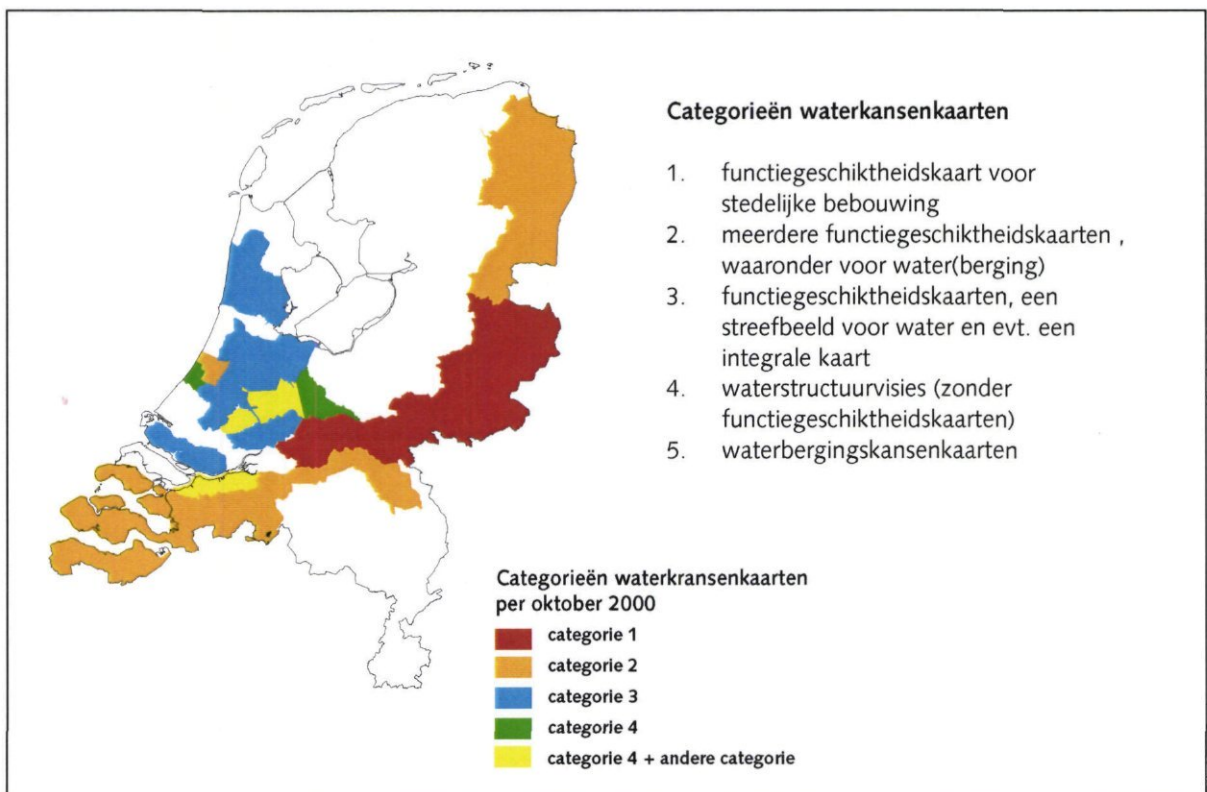 Categorieën waterkansenkaarten
1. functiegeschiktheidskaart voor
stedelijke bebouwing
2. meerdere functiegeschiktheidskaarten ,
waaronder voor water(berging)
3. functiegeschiktheidskaarten, een
streefbeeld voor water en evt. een
integrale kaart
4. waterstructuurvisies (zonder
functiegeschiktheidskaarten)
5. waterbergingskansenkaarten
Categorieën waterkransenkaarten
per oktober 2000
categorie 1
categorie 2
categorie 3
categorie 4
categorie 4 + andere categorie